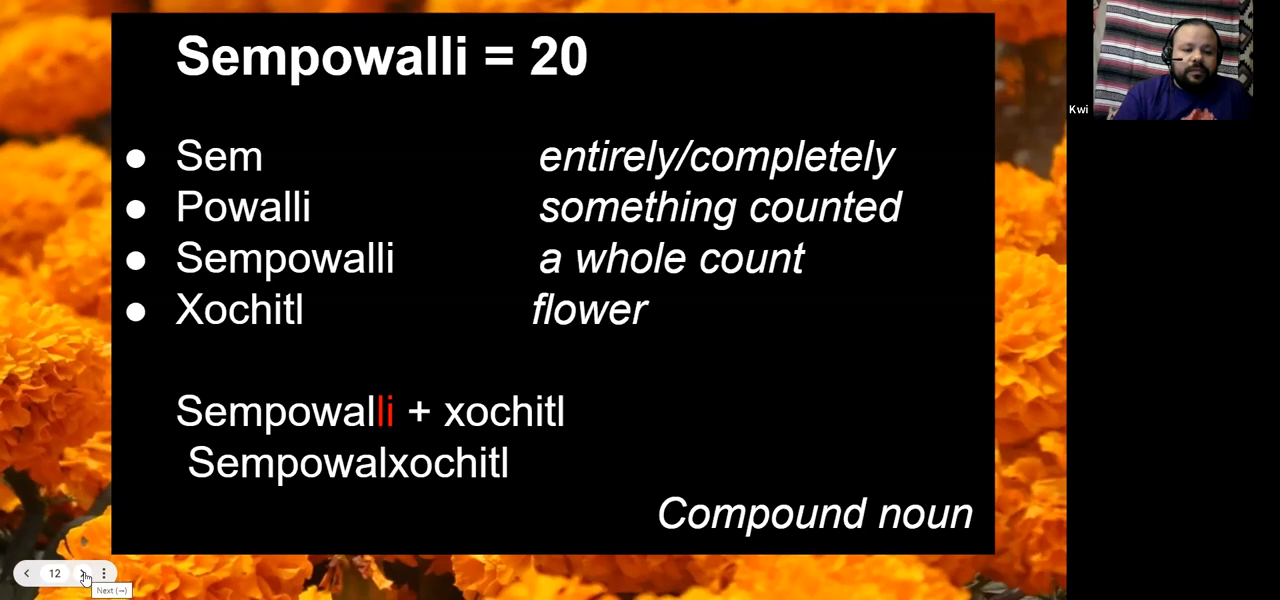 Sempowalli = 20
● Sem entirely/completely
● Powalli something counted
● Sempowalli a whole count
● Xochitl flower
Sempowalli + xochitl
Sempowalxochitl
Compound noun
Kwi
12
Next (→)